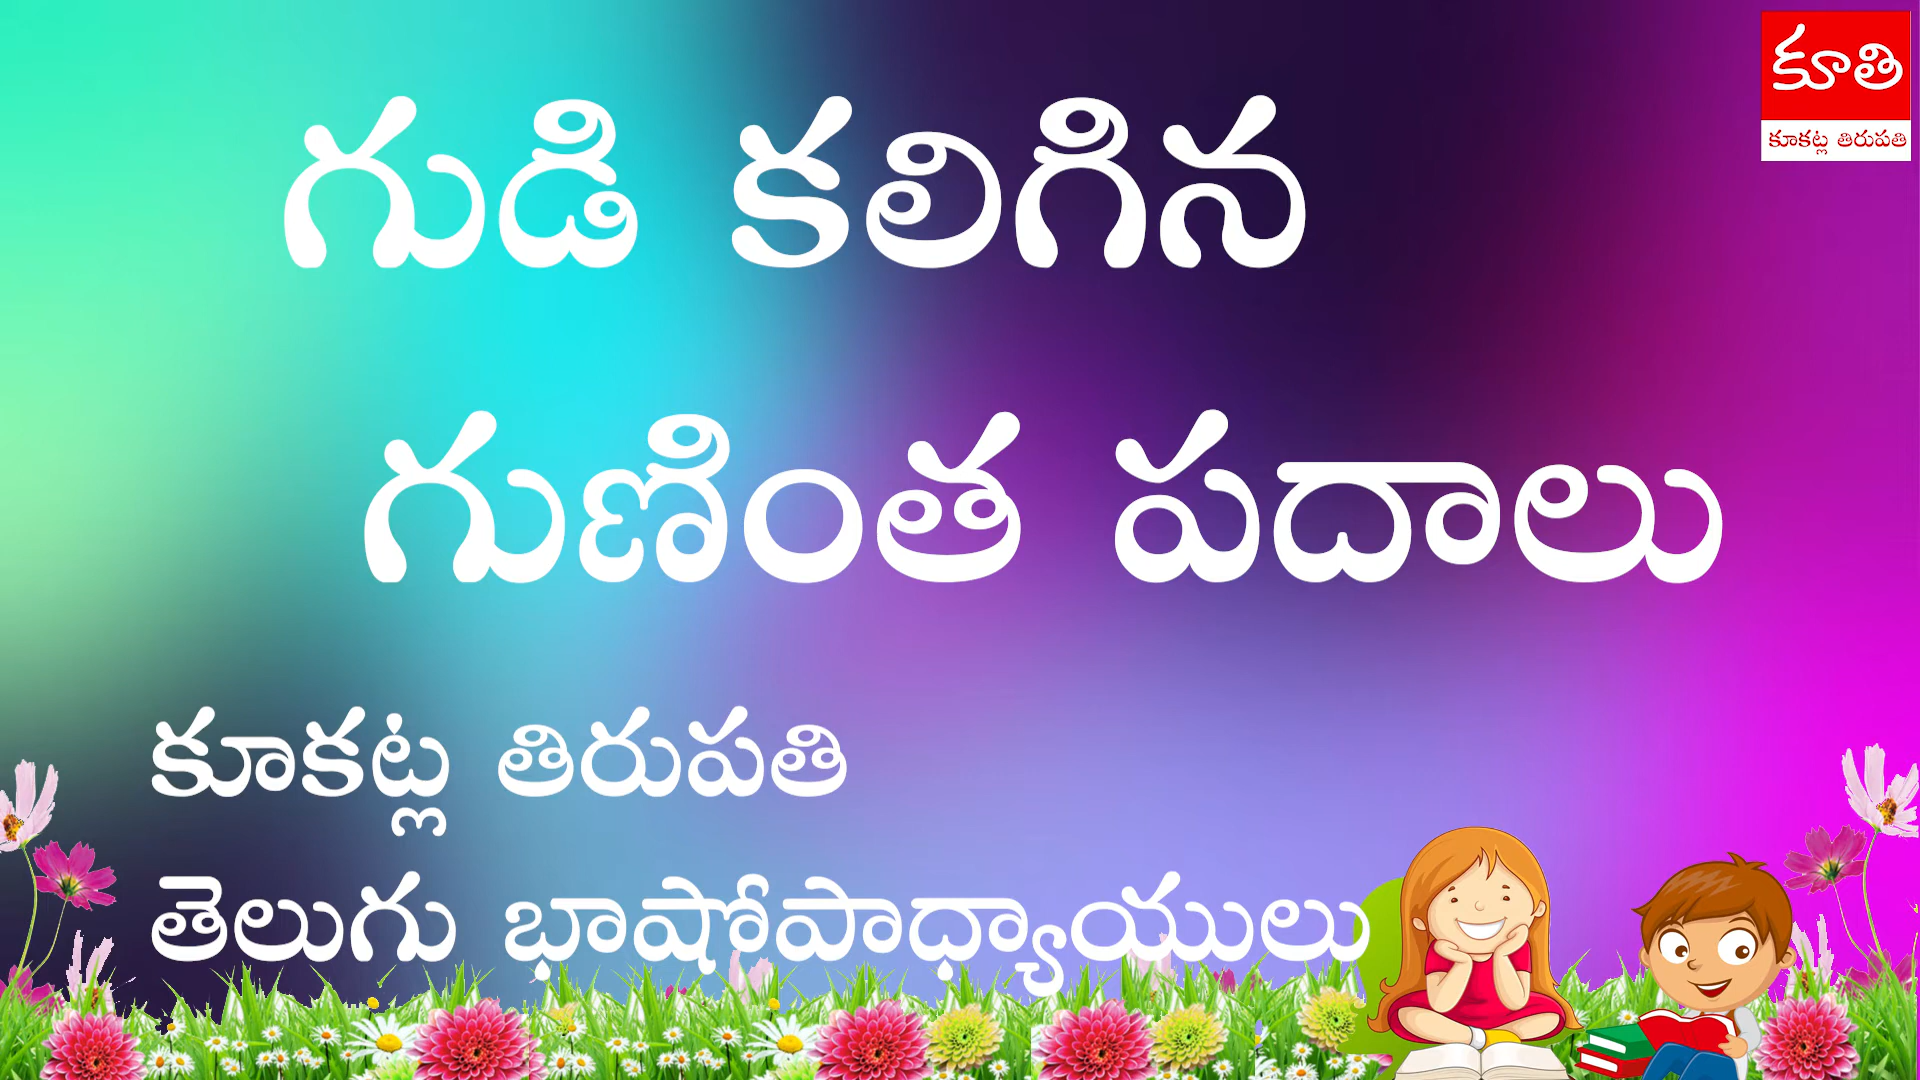 కూతి
కూకట్ల తిరుపతి
గుడి కలిగిన
గుణింత పదాలు
కూకట్ల తిరుపతి
తెలుగు భాషోపాధ్యాయులు